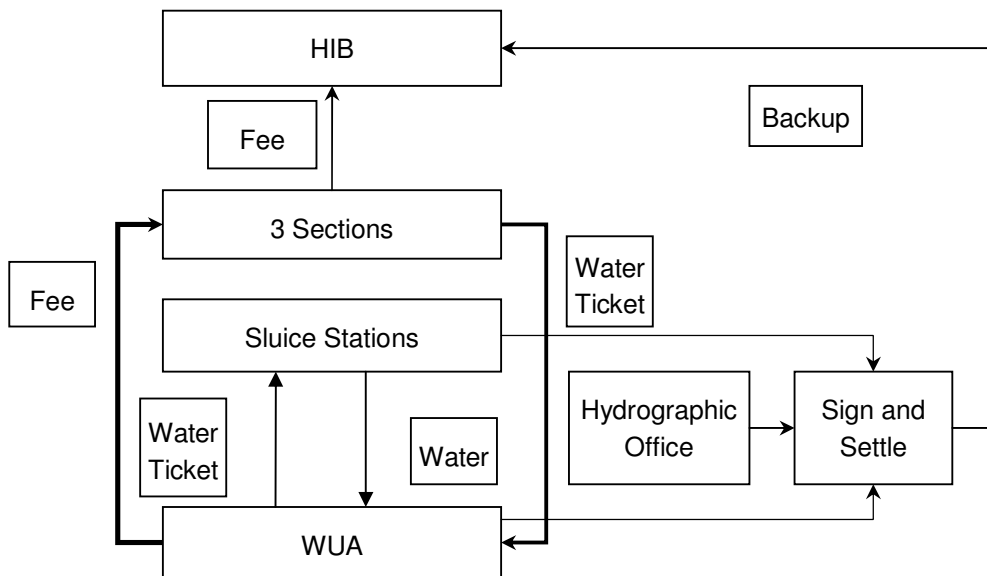 HIB
Backup
Fee
3 Sections
Water
Ticket
Fee
Sluice Stations
Hydrographic
Office
Sign and
Settle
Water
Ticket
Water
WUA